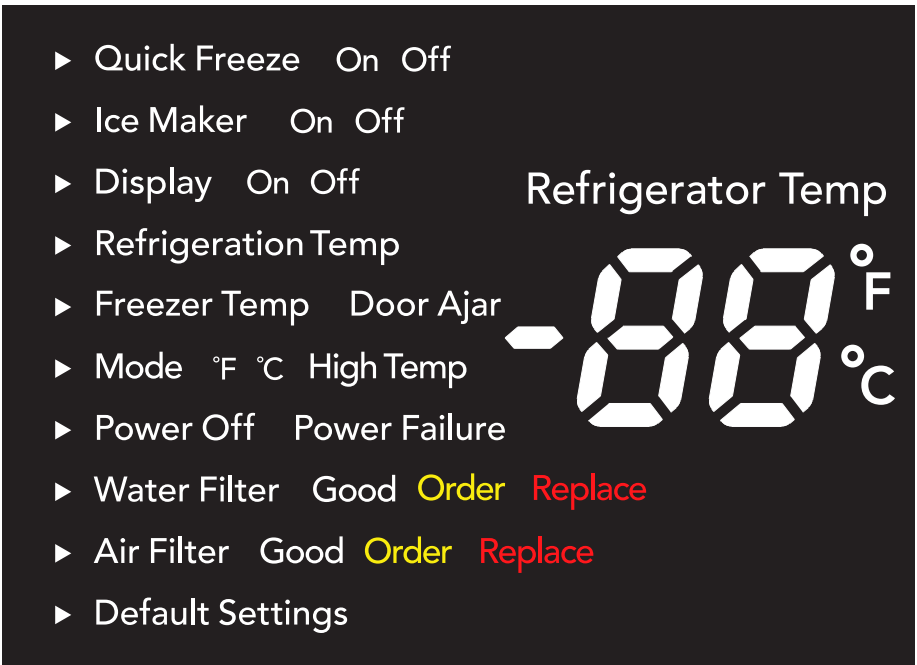 ▶ Quick Freeze On Off
▶ Ice Maker On Off
▶ Display On Off
Refrigerator Temp
▶ Refrigeration Temp
-88 °F °C
▶ Freezer Temp Door Ajar
▶ Mode °F °C High Temp
▶ Power Off Power Failure
▶ Water Filter Good Order Replace
▶ Air Filter Good Order Replace
▶ Default Settings